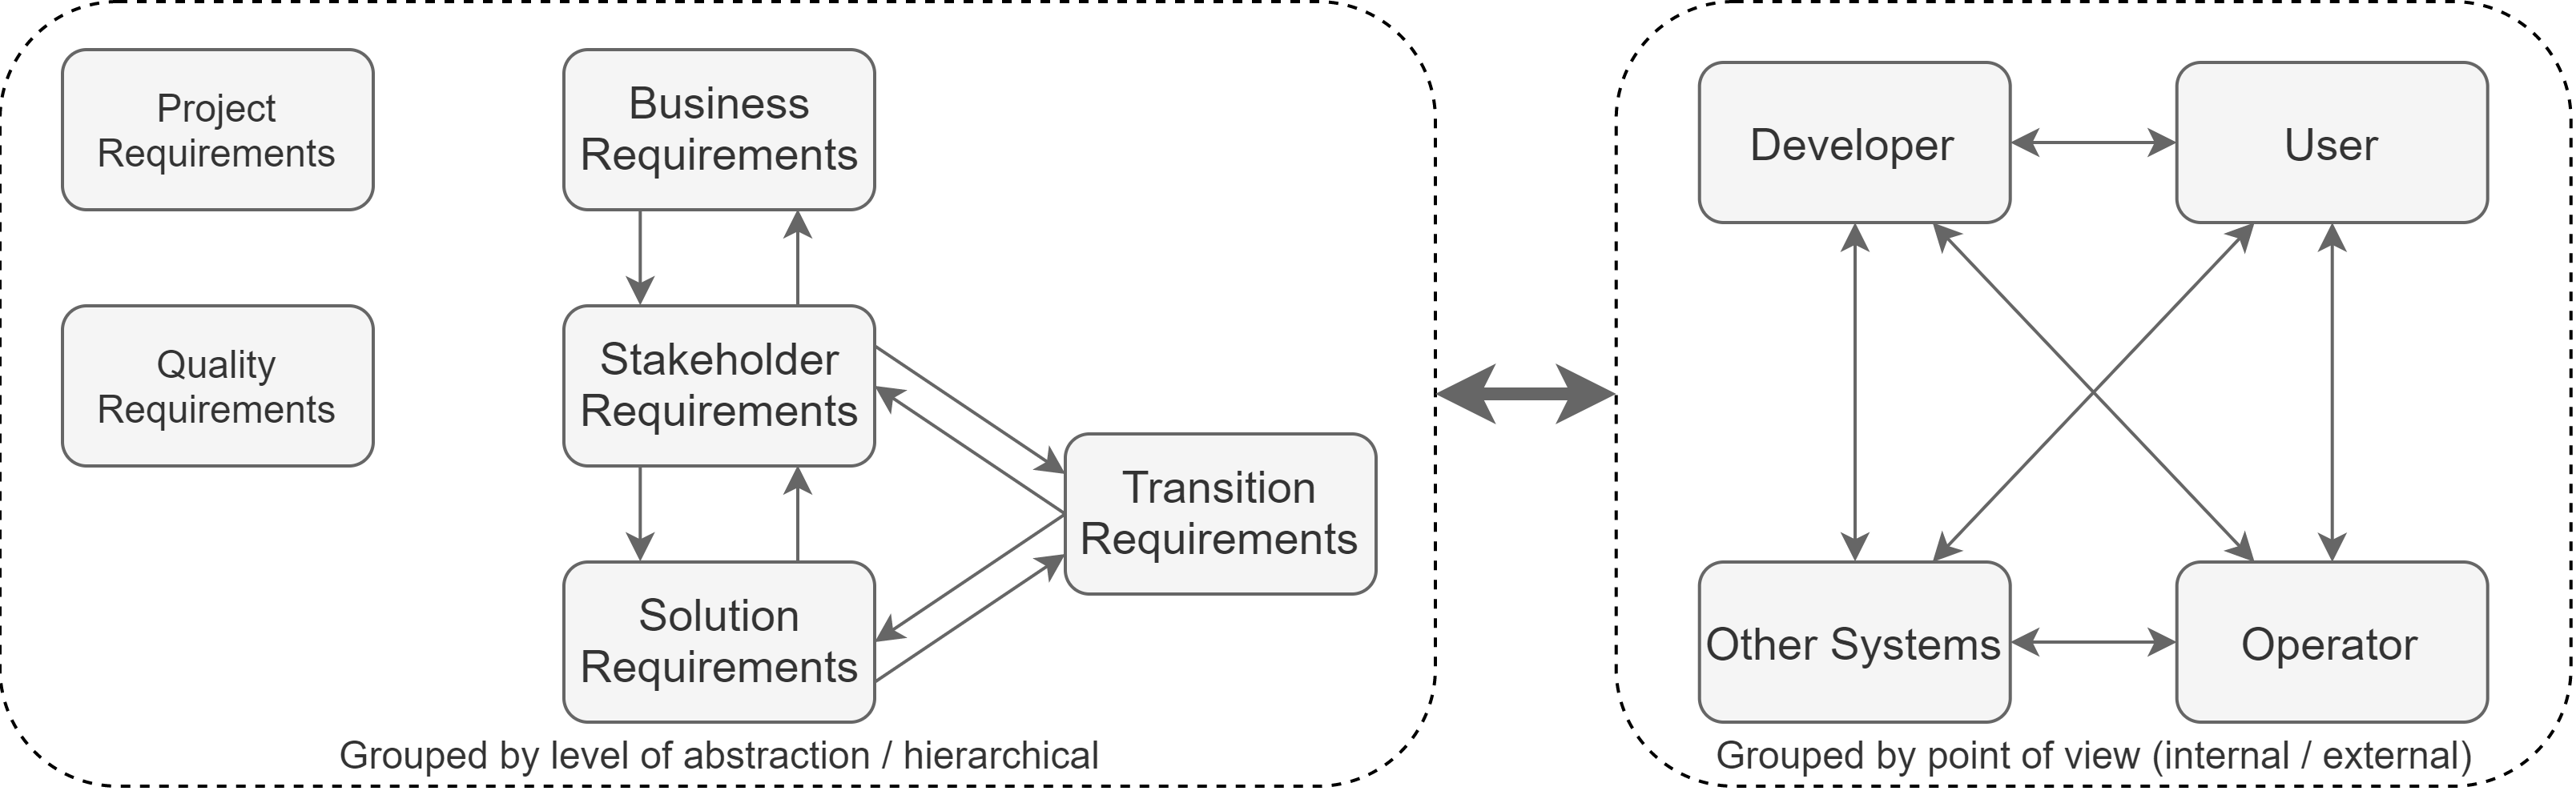 Project
Requirements
Business
Requirements
Quality
Requirements
Stakeholder
Requirements
Transition
Requirements
Solution
Requirements
Grouped by level of abstraction / hierarchical
Developer
User
Other Systems
Operator
Grouped by point of view (internal / external)